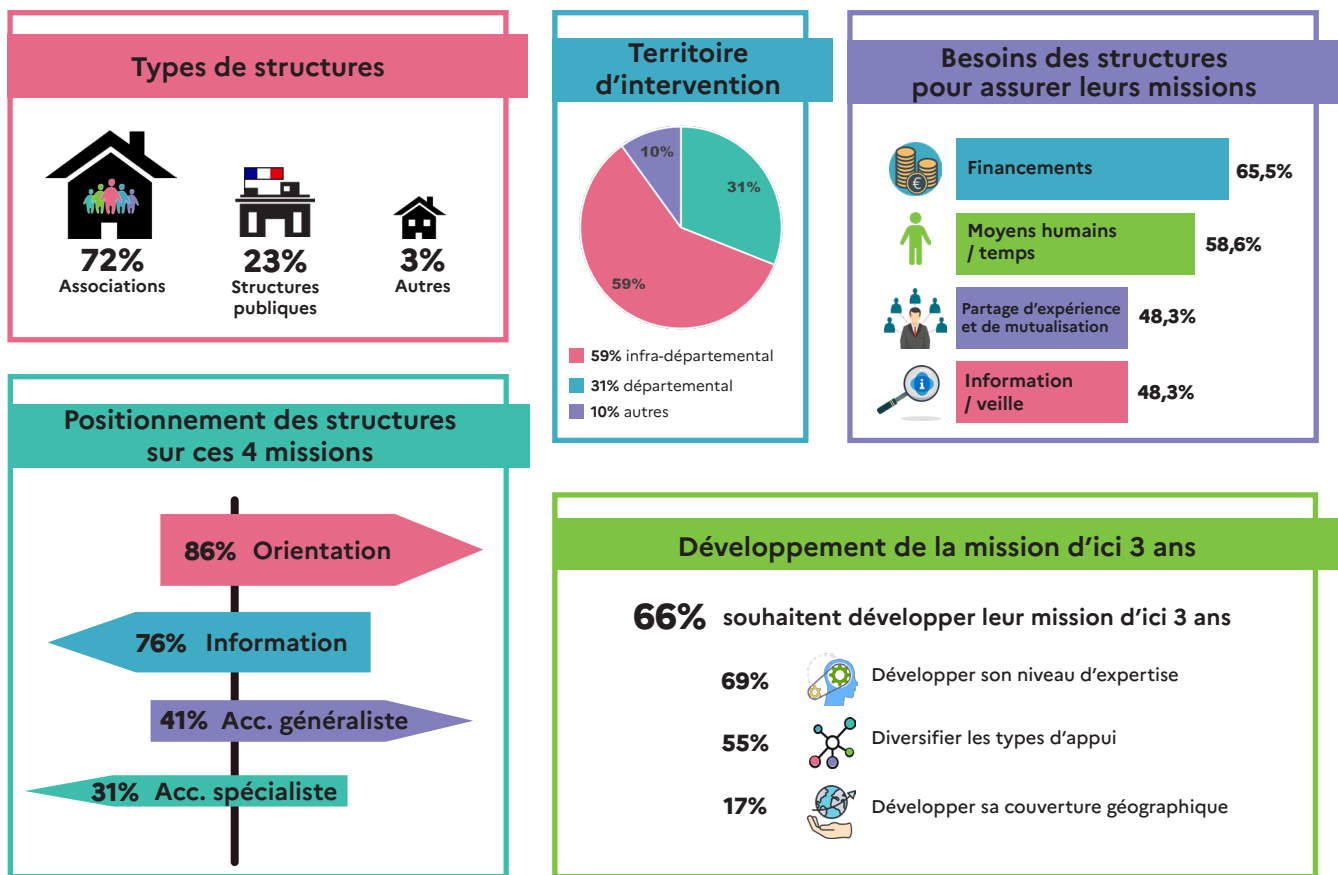 Types de structures
72%
Associations
23%
Structures
publiques
3%
Autres
Territoire
d'intervention
10%
31%
59%
59% infra-départemental
31% départemental
10% autres
Besoins des structures
pour assurer leurs missions
Financements
65,5%
Moyens humains
/ temps
58,6%
Partage d'expérience
et de mutualisation
48,3%
Information
/ veille
48,3%
Positionnement des structures
sur ces 4 missions
86% Orientation
76% Information
41% Acc. généraliste
31% Acc. spécialiste
Développement de la mission d'ici 3 ans
66% souhaitent développer leur mission d'ici 3 ans
69% Développer son niveau d'expertise
55% Diversifier les types d'appui
17% Développer sa couverture géographique